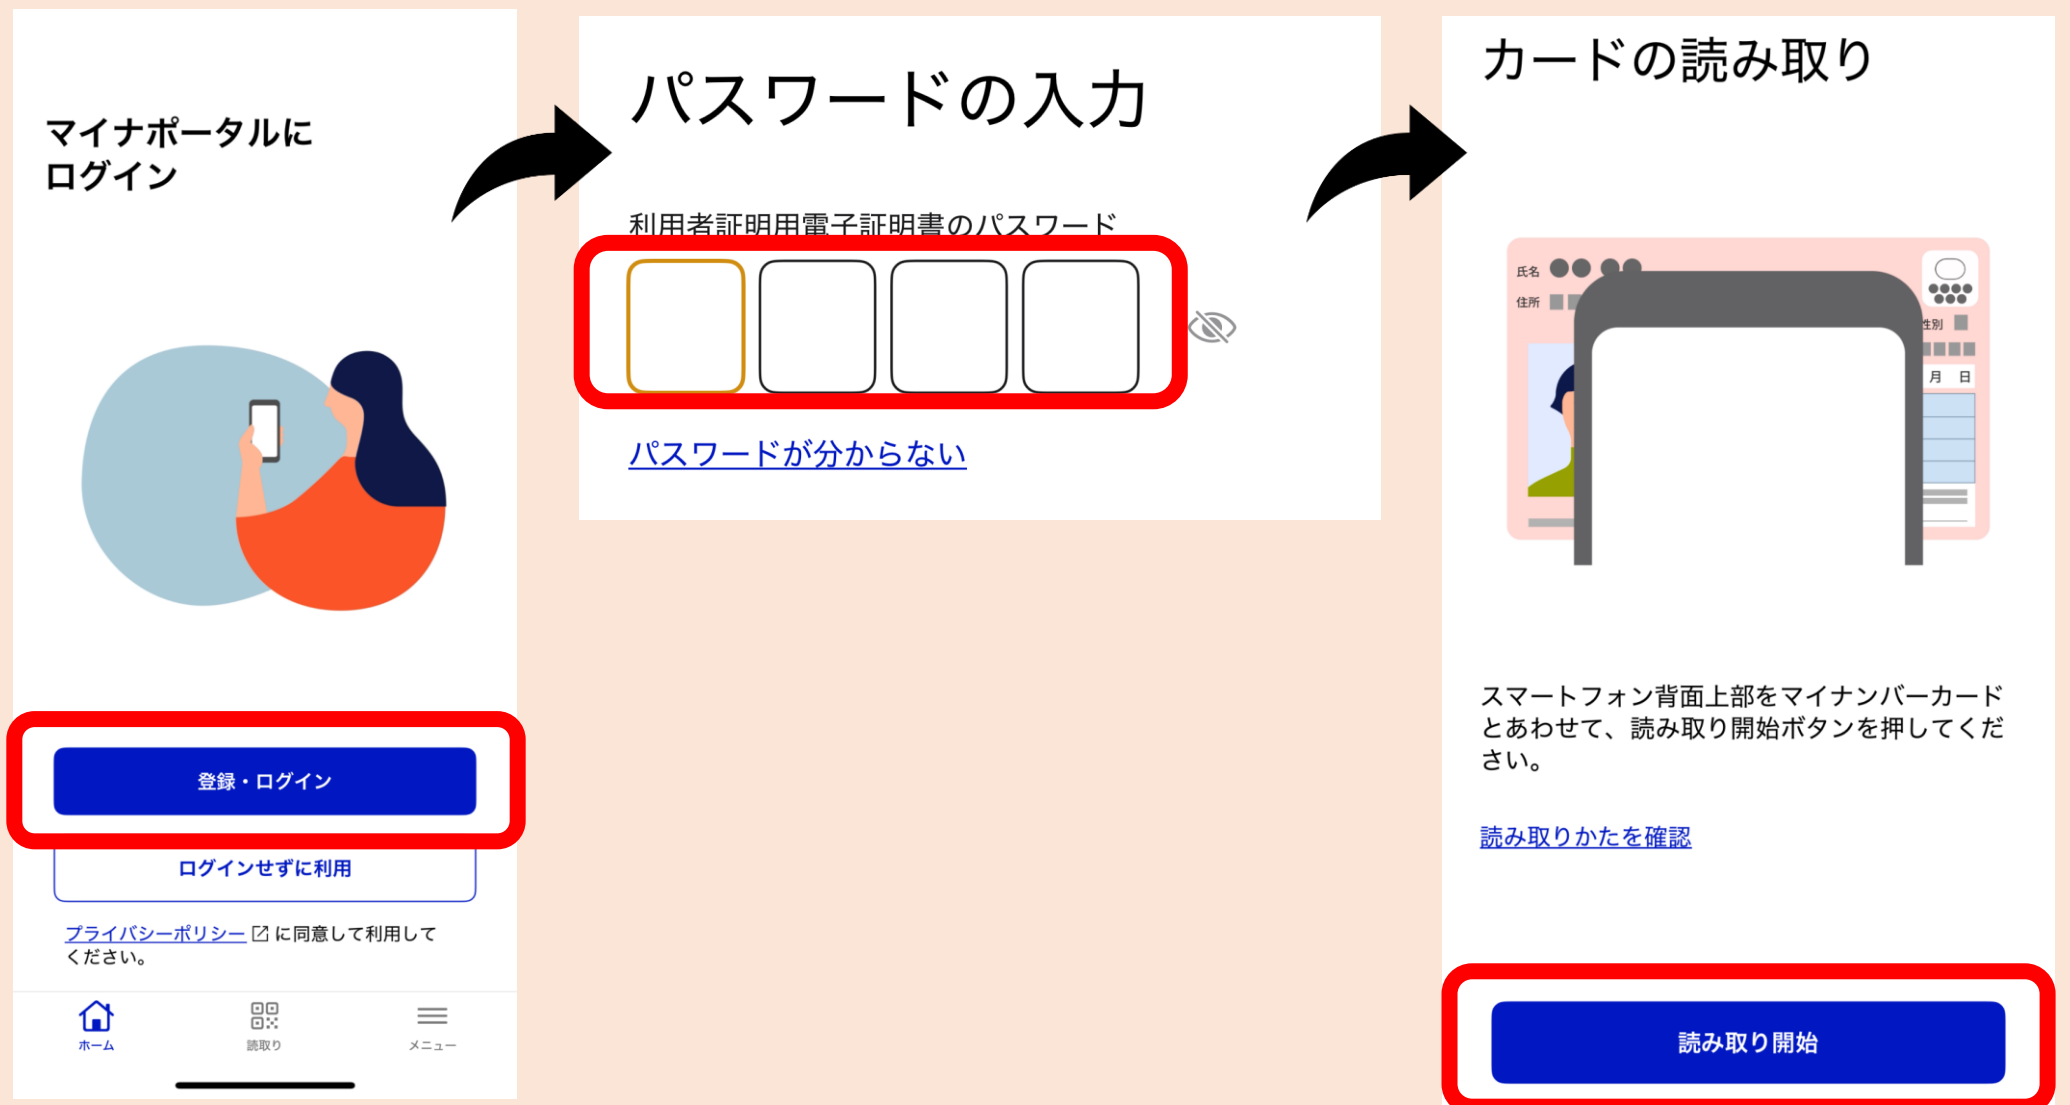 マイナポータルに
ログイン
登録・ログイン
ログインせずに利用
プライバシーポリシー に同意して利用して
ください。
ホーム
読取り
メニュー
パスワードの入力
利用者証明用電子証明書のパスワード
パスワードが分からない
カードの読み取り
氏名
住所
性別
月 日
スマートフォン背面上部をマイナンバーカード
とあわせて、読み取り開始ボタンを押してくだ
さい。
読み取りかたを確認
読み取り開始